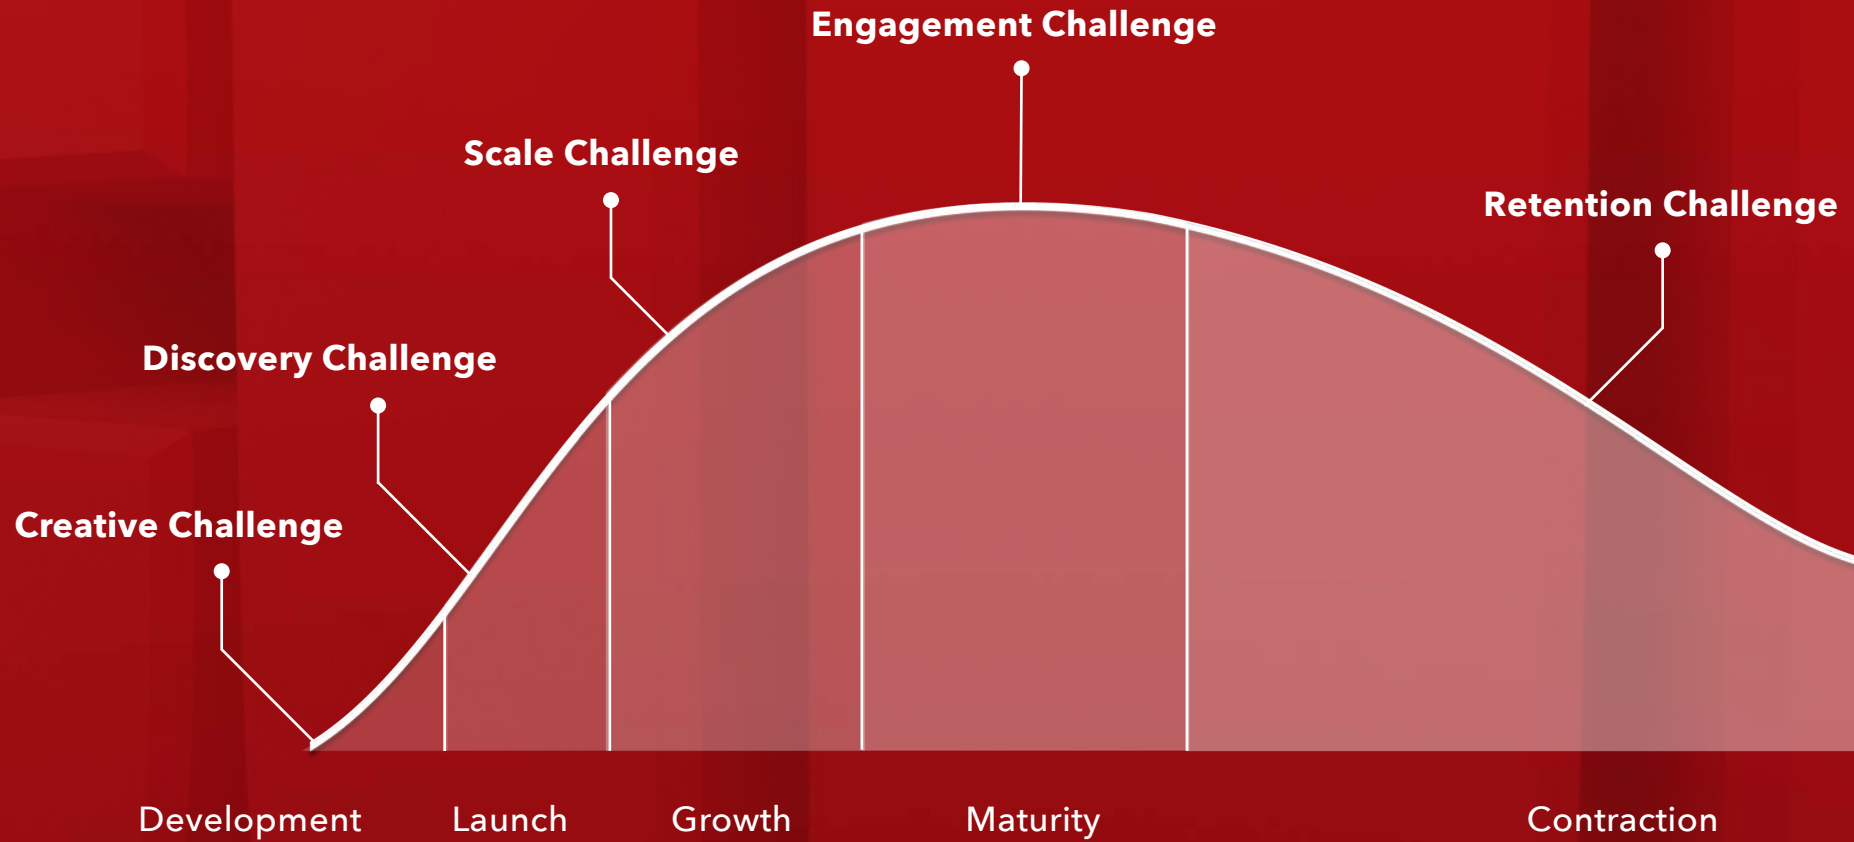 Engagement Challenge
Scale Challenge
Retention Challenge
Discovery Challenge
Creative Challenge
Development
Launch
Growth
Maturity
Contraction